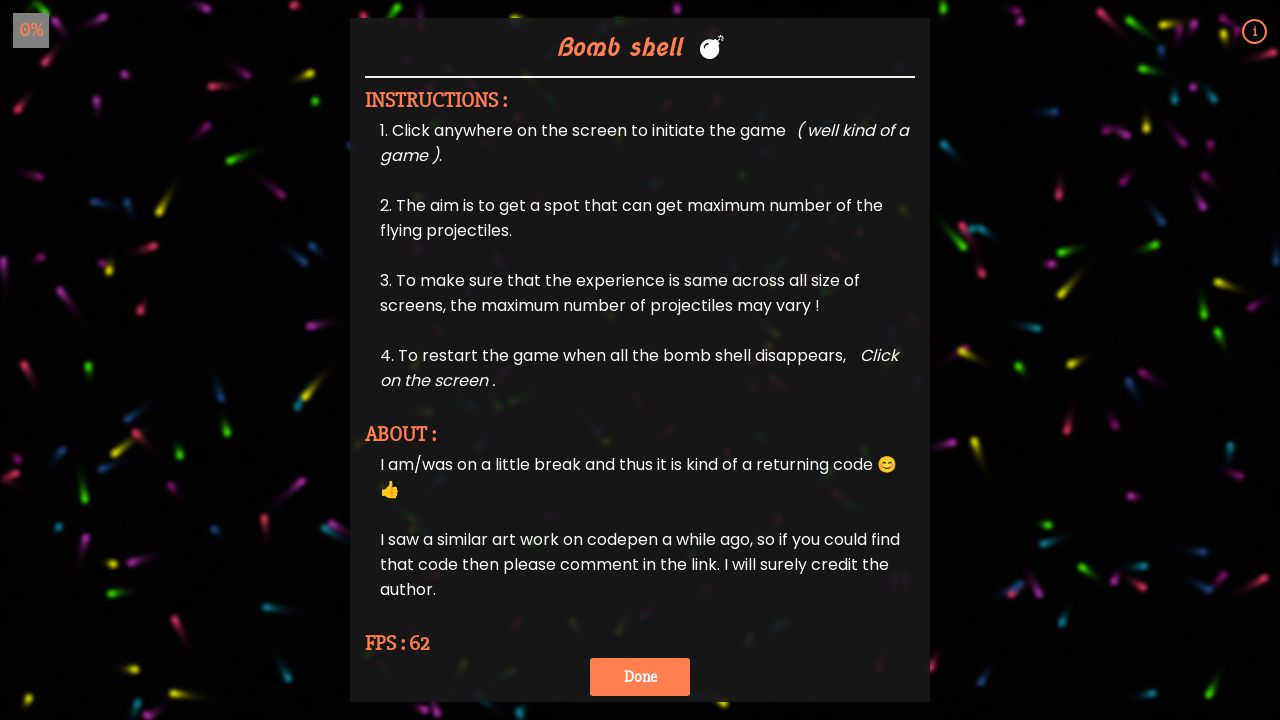 0%
i
Bomb shell 💣
INSTRUCTIONS :
1. Click anywhere on the screen to initiate the game ( well kind of a
game ).
2. The aim is to get a spot that can get maximum number of the
flying projectiles.
3. To make sure that the experience is same across all size of
screens, the maximum number of projectiles may vary !
4. To restart the game when all the bomb shell disappears, Click
on the screen .
ABOUT :
I am/was on a little break and thus it is kind of a returning code 😊
👍
I saw a similar art work on codepen a while ago, so if you could find
that code then please comment in the link. I will surely credit the
author.
FPS : 62
Done